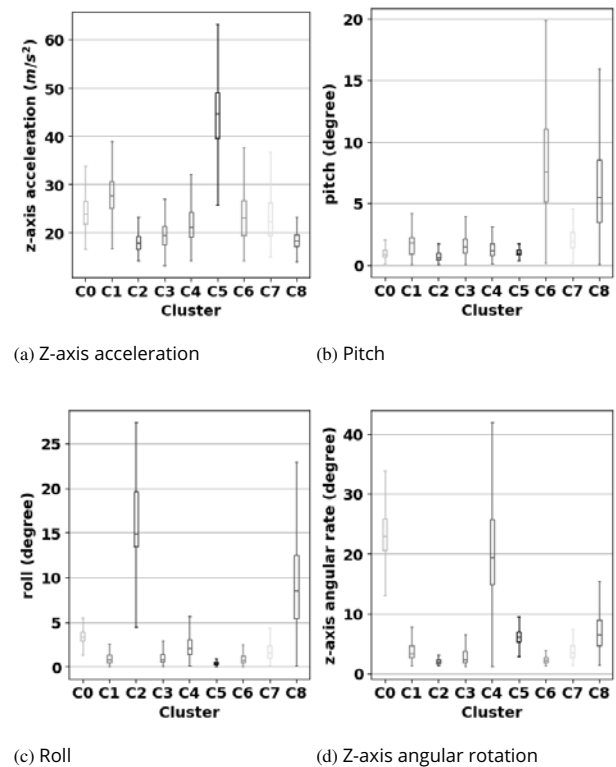 z-axis acceleration (m/s²)
60
50
40
30
20
C0 C1 C2 C3 C4 C5 C6 C7 C8
Cluster
(a) Z-axis acceleration
pitch (degree)
20
15
10
5
0
C0 C1 C2 C3 C4 C5 C6 C7 C8
Cluster
(b) Pitch
roll (degree)
25
20
15
10
5
0
C0 C1 C2 C3 C4 C5 C6 C7 C8
Cluster
(c) Roll
z-axis angular rate (degree)
40
30
20
10
0
C0 C1 C2 C3 C4 C5 C6 C7 C8
Cluster
(d) Z-axis angular rotation